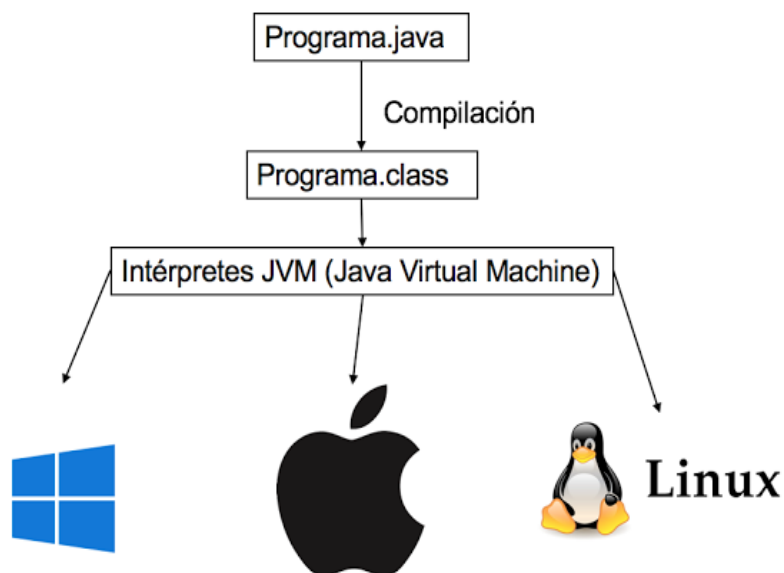 Programa.java
Compilación
Programa.class
Intérpretes JVM (Java Virtual Machine)
Linux